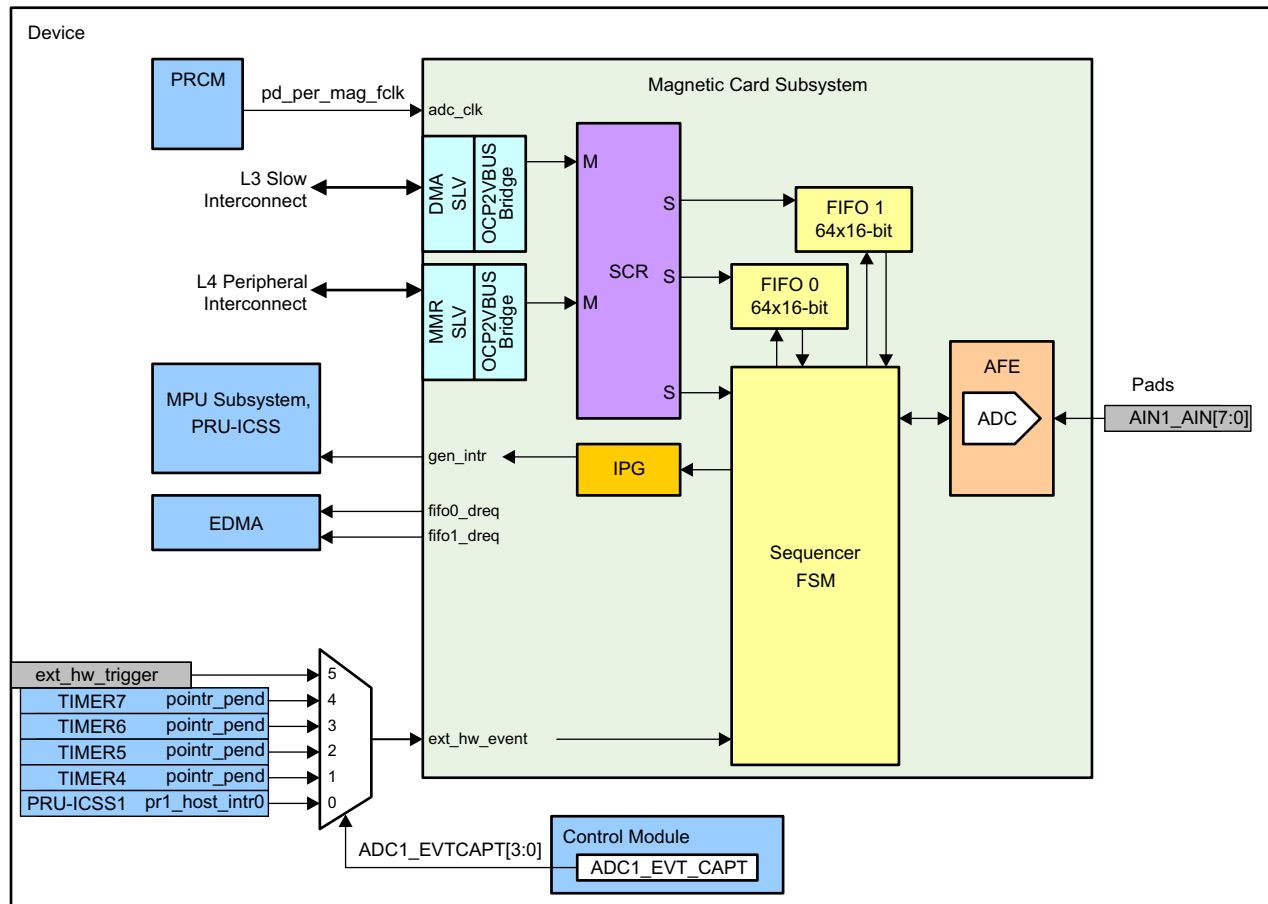 Device
PRCM
pd_per_mag_fclk
adc_clk
Magnetic Card Subsystem
L3 Slow
Interconnect
DMA
SLV
OCP2VBUS
Bridge
M
S
FIFO 1
64x16-bit
SCR
S
FIFO 0
64x16-bit
L4 Peripheral
Interconnect
MMR
SLV
OCP2VBUS
Bridge
M
S
AFE
ADC
Pads
AIN1_AIN[7:0]
MPU Subsystem,
PRU-ICSS
gen_intr
IPG
EDMA
fifo0_dreq
fifo1_dreq
Sequencer
FSM
ext_hw_trigger
5
TIMER7 pointr_pend
4
TIMER6 pointr_pend
3
TIMER5 pointr_pend
2
TIMER4 pointr_pend
1
PRU-ICSS1 pr1_host_intr0
0
ext_hw_event
ADC1_EVTCAPT[3:0]
Control Module
ADC1_EVT_CAPT